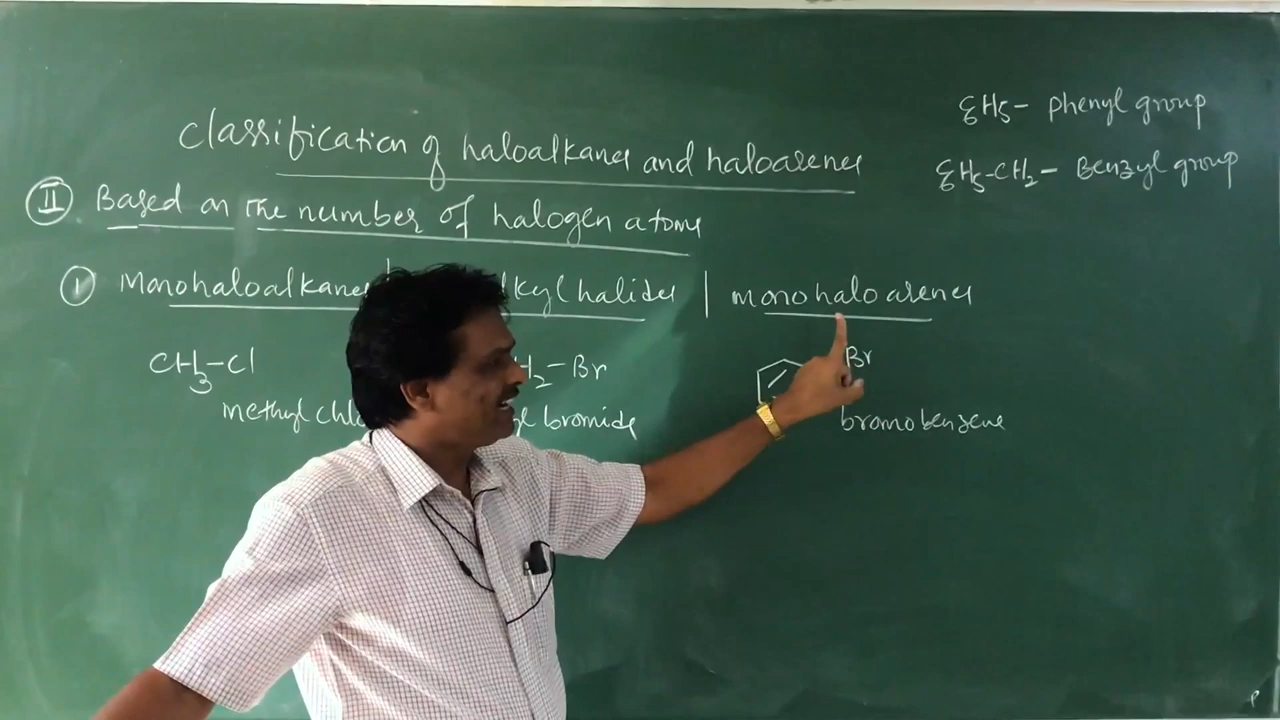 C6H5- phenyl group
Classification of haloalkanes and haloarenes
C6H5-CH2- Benzyl group
II Based on the number of halogen atoms
1 Monohaloalkanes | alkyl halides | monohaloarenes
CH3-Cl H2-Br Br
methyl bromide bromobenzene